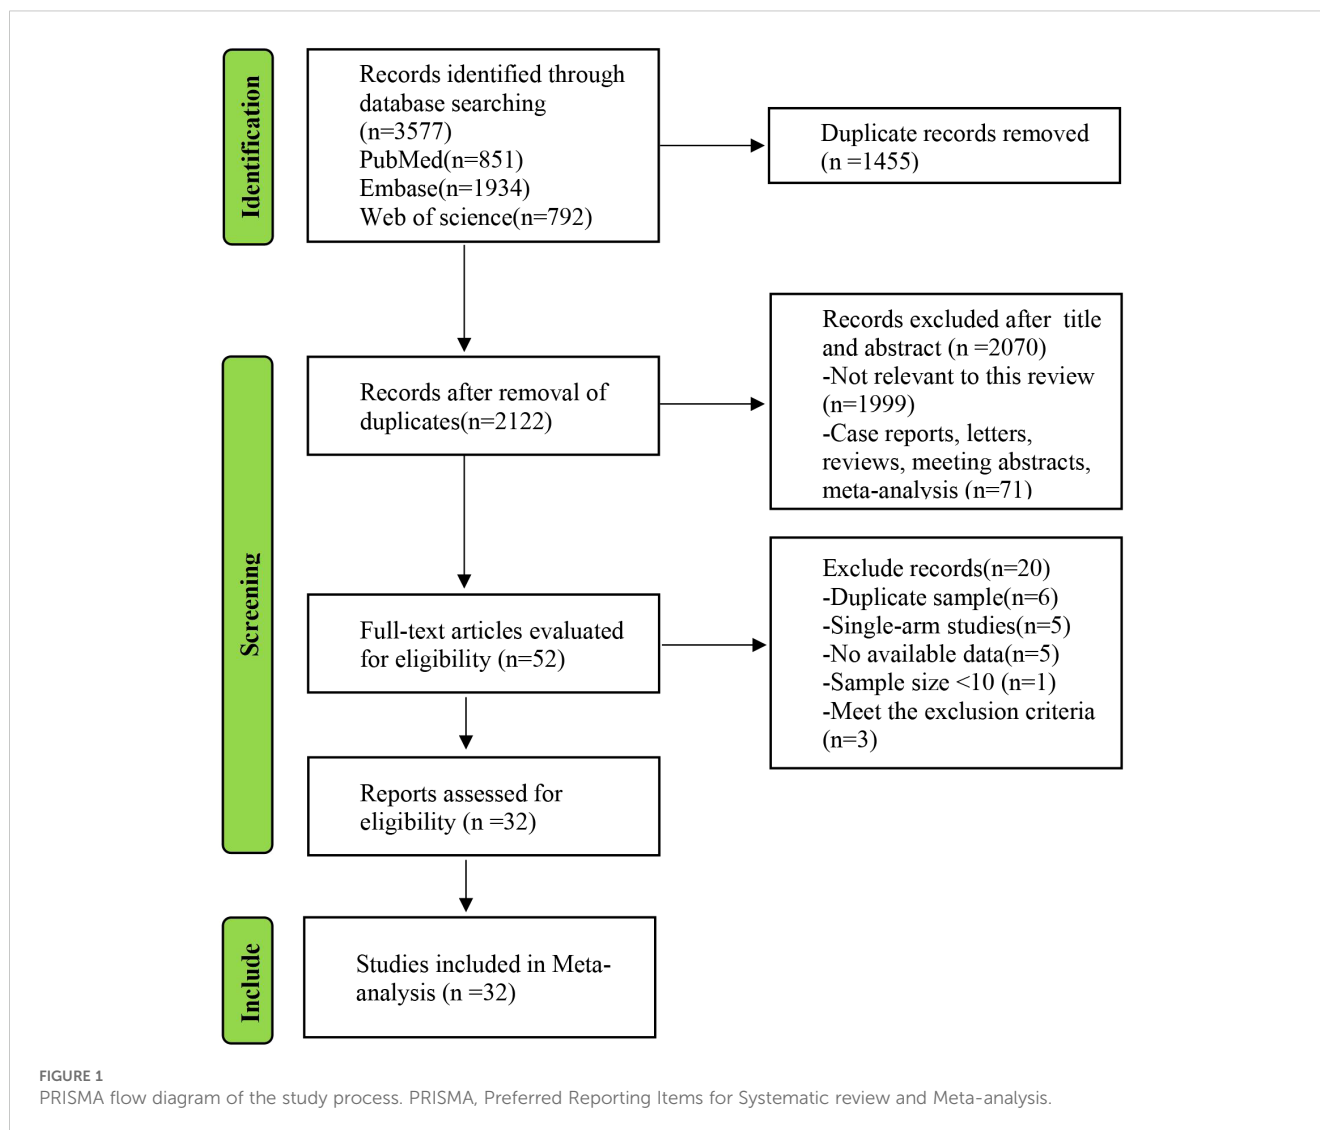 Identification
Records identified through
database searching
(n=3577)
PubMed(n=851)
Embase(n=1934)
Web of science(n=792)
Duplicate records removed
(n =1455)
Screening
Records after removal of
duplicates(n=2122)
Records excluded after  title
and abstract (n =2070)
-Not relevant to this review
(n=1999)
-Case reports, letters,
reviews, meeting abstracts,
meta-analysis (n=71)
Full-text articles evaluated
for eligibility (n=52)
Exclude records(n=20)
-Duplicate sample(n=6)
-Single-arm studies(n=5)
-No available data(n=5)
-Sample size <10 (n=1)
-Meet the exclusion criteria
(n=3)
Reports assessed for
eligibility (n =32)
Include
Studies included in Meta-
analysis (n =32)
FIGURE 1
PRISMA flow diagram of the study process. PRISMA, Preferred Reporting Items for Systematic review and Meta-analysis.